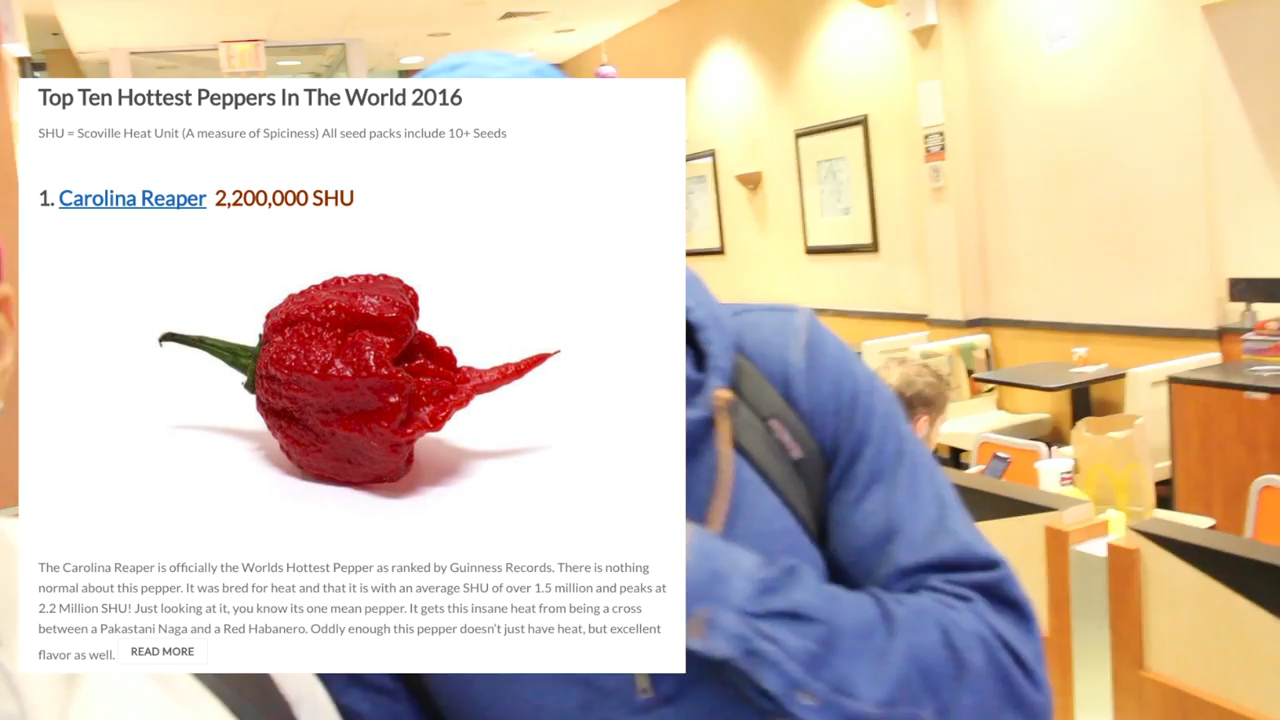 Top Ten Hottest Peppers In The World 2016
SHU = Scoville Heat Unit (A measure of Spiciness) All seed packs include 10+ Seeds
1. Carolina Reaper 2,200,000 SHU
The Carolina Reaper is officially the Worlds Hottest Pepper as ranked by Guinness Records. There is nothing
normal about this pepper. It was bred for heat and that it is with an average SHU of over 1.5 million and peaks at
2.2 Million SHU! Just looking at it, you know its one mean pepper. It gets this insane heat from being a cross
between a Pakastani Naga and a Red Habanero. Oddly enough this pepper doesn't just have heat, but excellent
flavor as well. READ MORE
EXIT